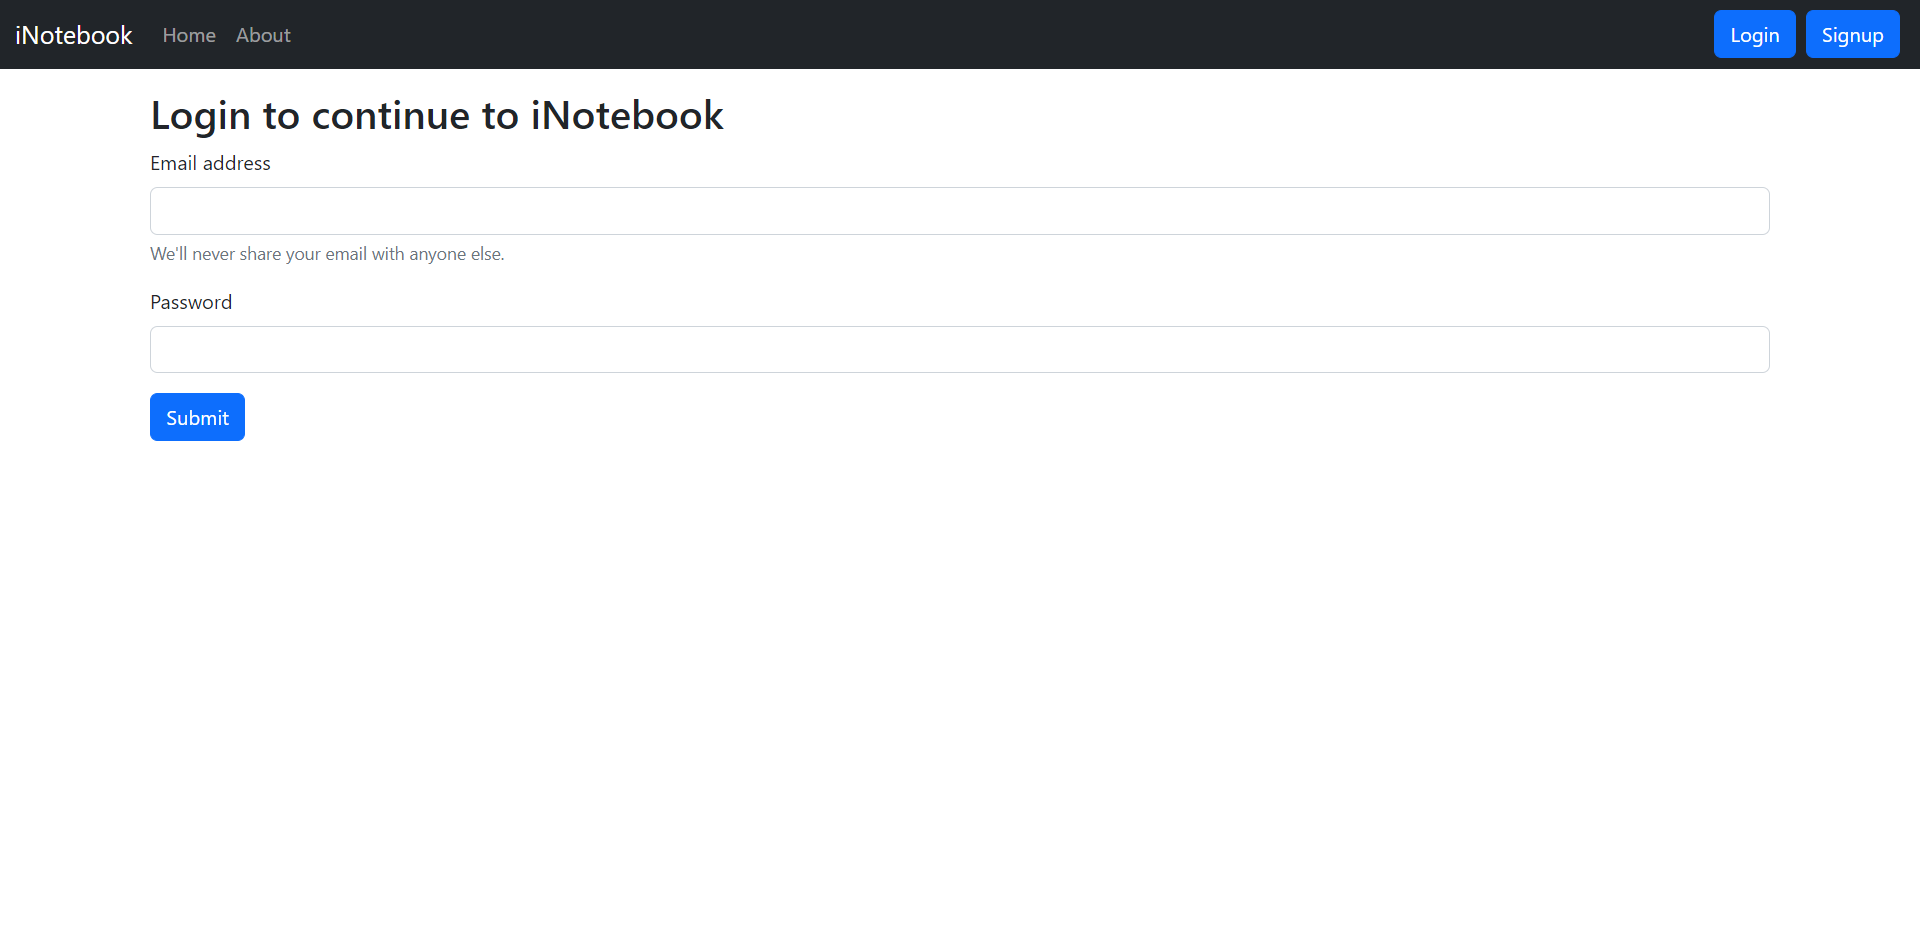 iNotebook Home About Login Signup
Login to continue to iNotebook
Email address
We'll never share your email with anyone else.
Password
Submit